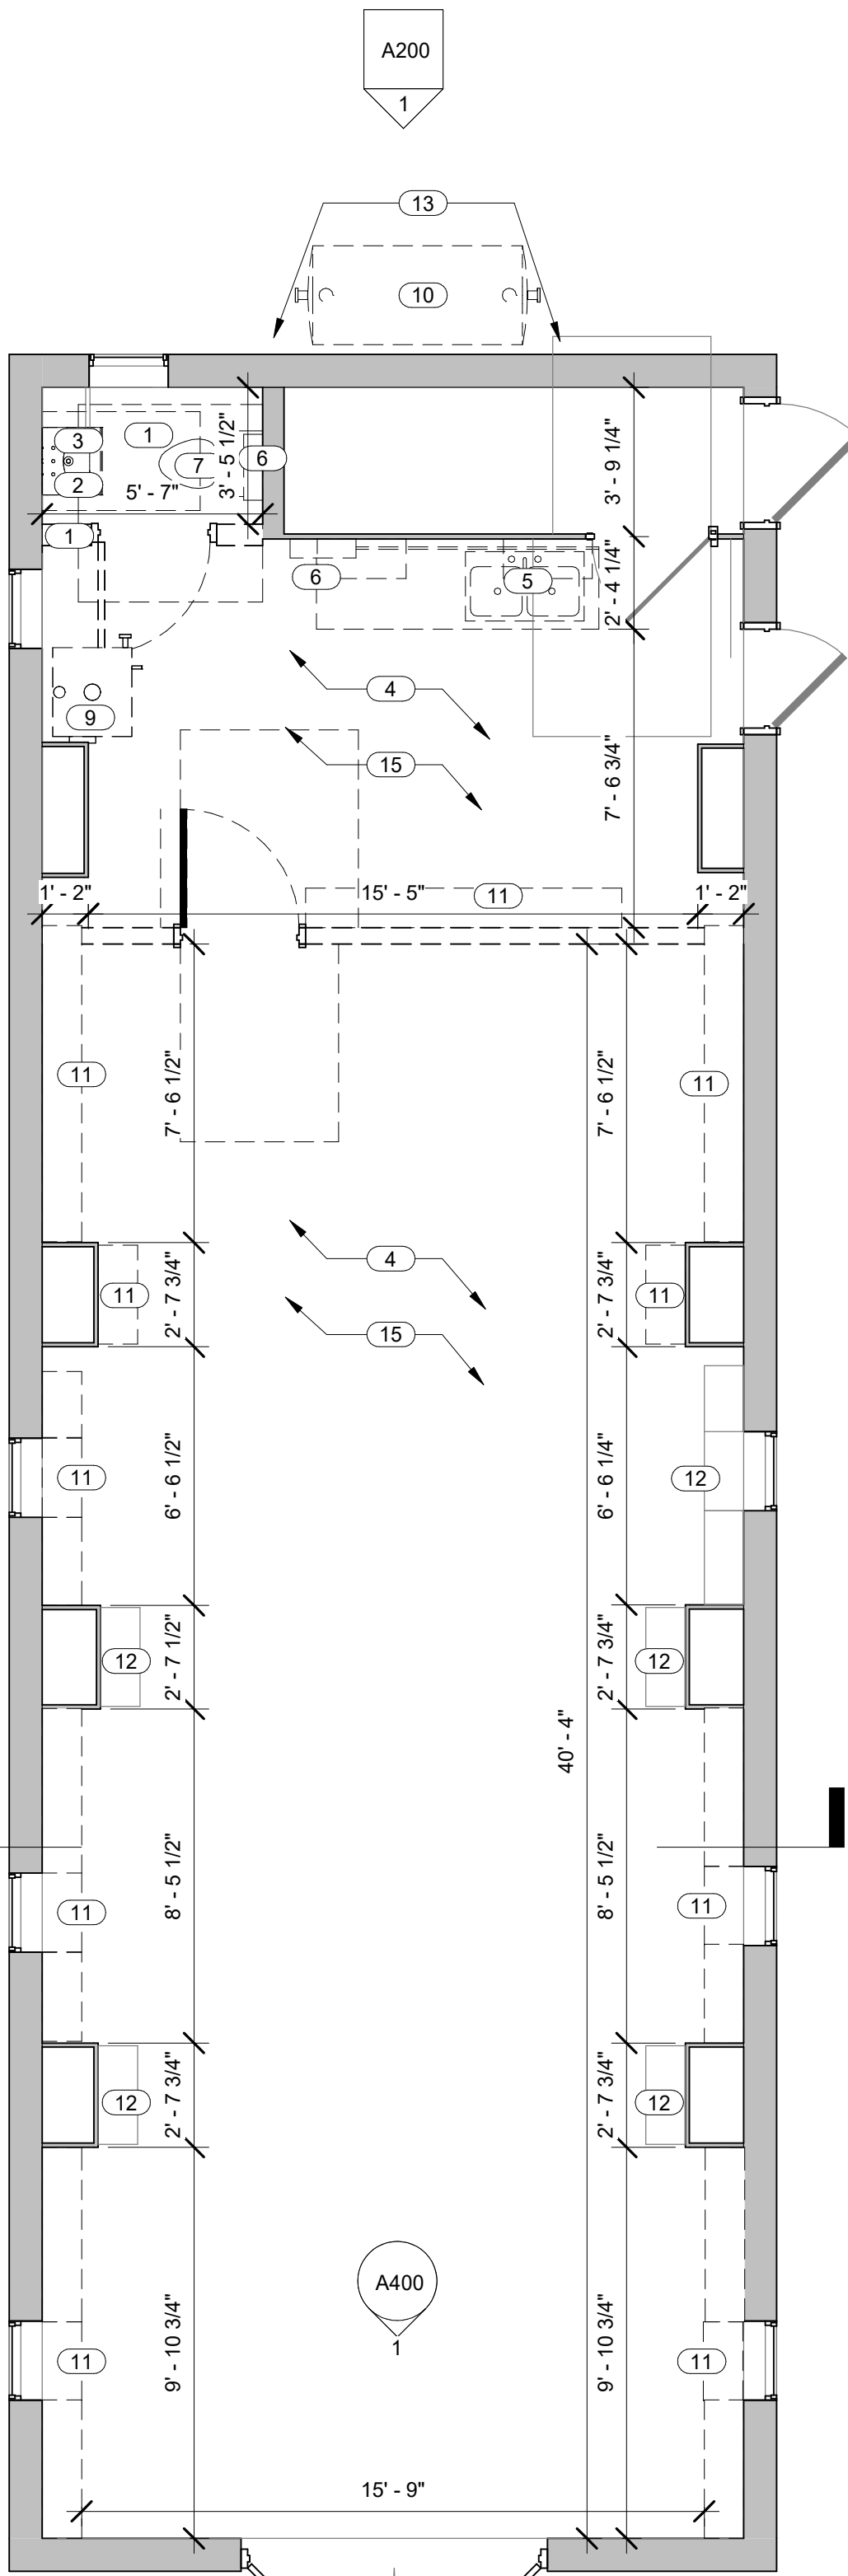 A200
1
13
10
3
1
7
2
5' - 7"
3' - 5 1/2"
6
3' - 9 1/4"
1
6
5
2' - 4 1/4"
4
9
15
7' - 6 3/4"
1' - 2"
15' - 5"
11
1' - 2"
11
7' - 6 1/2"
7' - 6 1/2"
11
4
11
2' - 7 3/4"
2' - 7 3/4"
11
15
11
6' - 6 1/2"
6' - 6 1/4"
12
12
2' - 7 1/2"
2' - 7 3/4"
12
40' - 4"
11
8' - 5 1/2"
8' - 5 1/2"
11
12
2' - 7 3/4"
2' - 7 3/4"
12
A400
1
11
9' - 10 3/4"
9' - 10 3/4"
11
15' - 9"